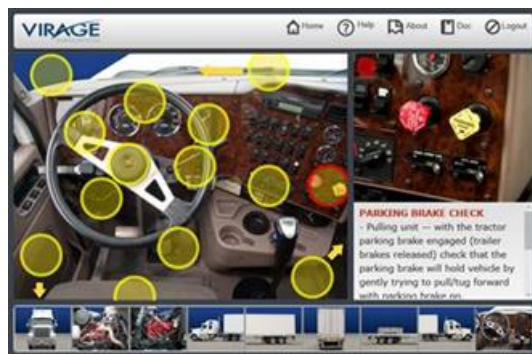 VIRAGE
Home
Help
About
Doc
Logout
PARKING BRAKE CHECK
- Pulling unit — with the tractor
parking brake engaged (trailer
brakes released) check that the
parking brake will hold vehicle by
gently trying to pull/tug forward
with parking brake on